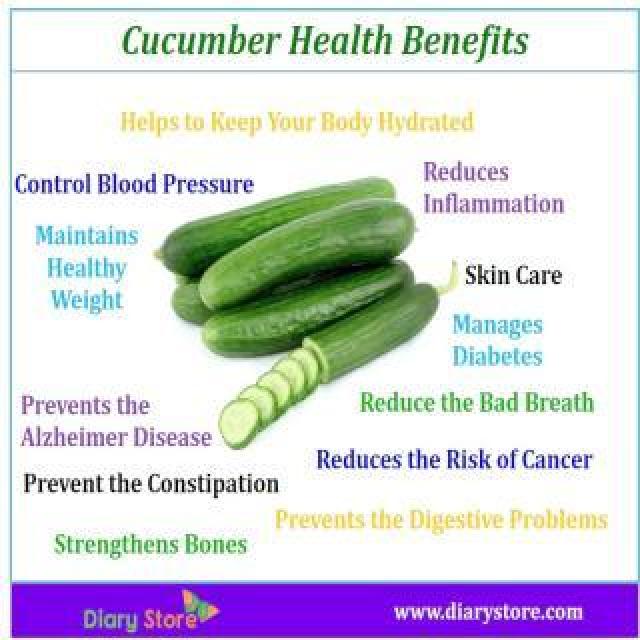 Cucumber Health Benefits
Helps to Keep Your Body Hydrated
Control Blood Pressure
Reduces
Inflammation
Maintains
Healthy
Weight
Skin Care
Manages
Diabetes
Prevents the
Alzheimer Disease
Reduce the Bad Breath
Reduces the Risk of Cancer
Prevent the Constipation
Prevents the Digestive Problems
Strengthens Bones
Diary Store
www.diarystore.com